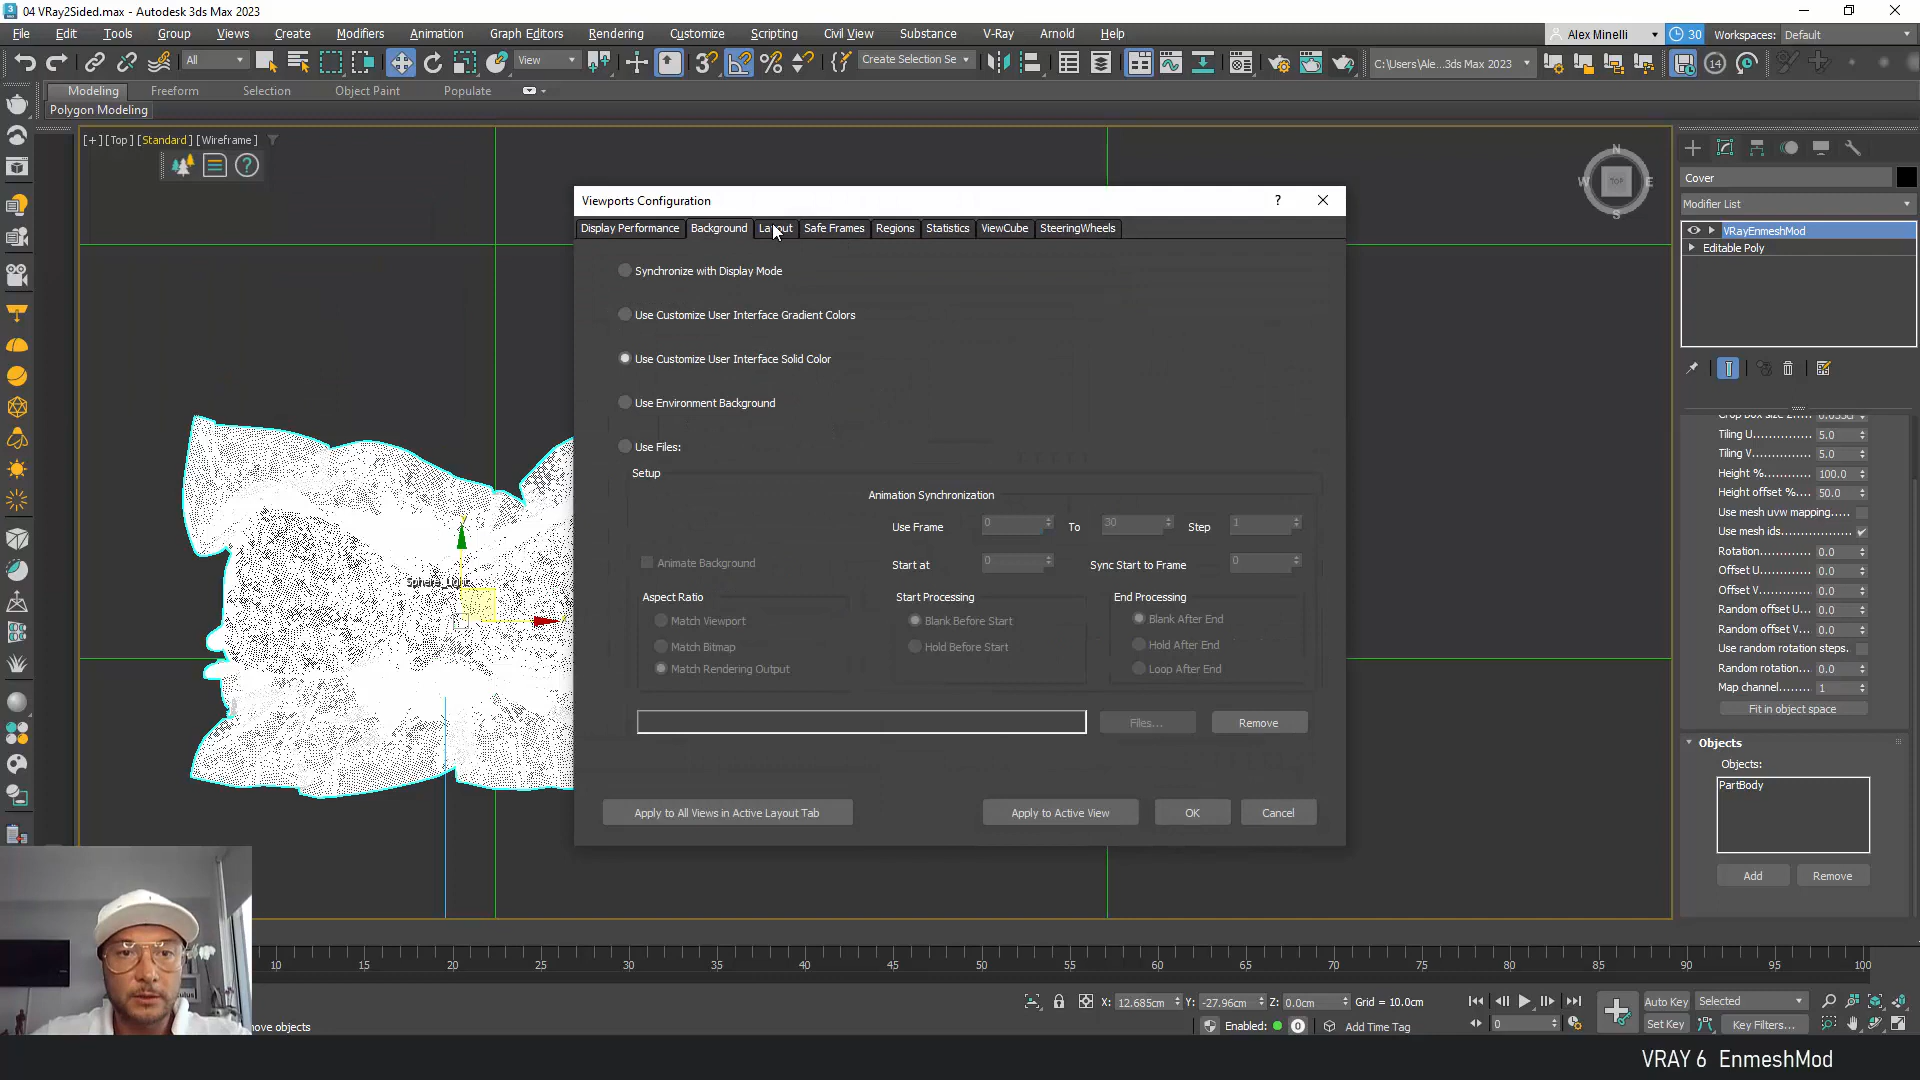 04 VRay2Sided.max - Autodesk 3ds Max 2023
File Edit Tools Group Views Create Modifiers Animation Graph Editors Rendering Customize Scripting Civil View Substance V-Ray Arnold Help
Alex Minelli 30 Workspaces: Default
All View Create Selection Se C:\Users\Ale...3ds Max 2023 14
Modeling Freeform Selection Object Paint Populate
Polygon Modeling
[+] [Top] [Standard] [Wireframe]
N
W TOP E
S
Viewports Configuration ?
Display Performance Background Layout Safe Frames Regions Statistics ViewCube SteeringWheels
Synchronize with Display Mode
Use Customize User Interface Gradient Colors
Use Customize User Interface Solid Color
Use Environment Background
Use Files:
Setup
Animation Synchronization
Use Frame 0 To 30 Step 1
Animate Background Start at 0 Sync Start to Frame 0
Aspect Ratio Start Processing End Processing
Match Viewport Blank Before Start Blank After End
Match Bitmap Hold Before Start Hold After End
Match Rendering Output Loop After End
Files... Remove
Apply to All Views in Active Layout Tab Apply to Active View OK Cancel
Cover
Modifier List
VRayEnmeshMod
Editable Poly
Tiling U............... 5.0
Tiling V............... 5.0
Height %........... 100.0
Height offset %.... 50.0
Use mesh uvw mapping.....
Use mesh ids..................
Rotation............ 0.0
Offset U............. 0.0
Offset V............. 0.0
Random offset U... 0.0
Random offset V... 0.0
Use random rotation steps.
Random rotation... 0.0
Map channel........ 1
Fit in object space
Objects
Objects:
PartBody
Add Remove
10 15 20 25 30 35 40 45 50 55 60 65 70 75 80 85 90 95 100
X: 12.685cm Y: -27.96cm Z: 0.0cm Grid = 10.0cm
Auto Key Selected
Enabled: 0 Add Time Tag
0 Set Key Key Filters...
VRAY 6 EnmeshMod